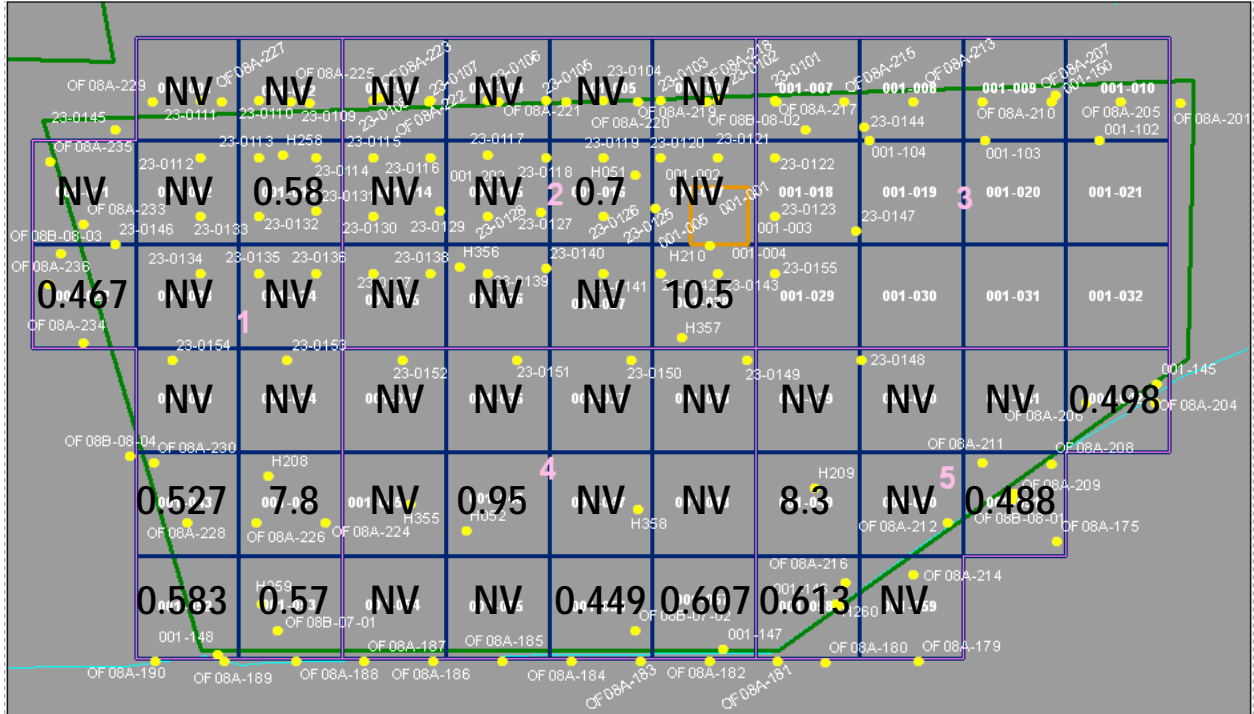 OF 08A-227
OF 08A-223
OF 08A-218
OF 08A-215
OF 08A-213
OF 08A-207
OF 08A-229
OF 08A-225
23-0107
23-0106
23-0105
23-0104
23-0103
23-0102
23-0101
001-150
NV NV NV NV NV NV
001-007 001-008 001-009 001-010
23-0145
23-0111
23-0110
23-0109
OF 08A-222
OF 08A-221
OF 08A-220
OF 08A-219
OF 08B-08-02
OF 08A-217
OF 08A-210
OF 08A-205
OF 08A-201
23-0144
001-102
OF 08A-235
23-0113
H258
23-0115
23-0117
23-0119
23-0120
23-0121
001-104
001-103
23-0112
23-0114
23-0116
23-0118
H051
001-002
23-0122
NV NV 0.58 NV 2 0.7 NV
001-001
001-018 001-019 3 001-020 001-021
OF 08A-233
23-0123
OF 08B-08-03
23-0146
23-0133
23-0132
23-0130
23-0129
23-0128
23-0127
23-0126
23-0125
001-005
001-003
23-0147
OF 08A-236
23-0134
23-0135
23-0136
23-0138
H356
23-0140
H210
001-004
23-0139
23-0143
23-0155
0.467 NV NV NV NV NV 10.5
001-029 001-030 001-031 001-032
OF 08A-234
1
H357
23-0154
23-0153
23-0152
23-0151
23-0150
23-0149
23-0148
001-145
NV NV NV NV NV NV NV NV NV 0.498
OF 08A-206
OF 08A-204
OF 08B-08-04
OF 08A-230
OF 08A-211
OF 08A-208
H208
4
H209
5
OF 08A-209
0.527 7.8 NV 0.95 NV NV 8.3 NV 0.488
H355
H052
H358
OF 08B-08-01
OF 08A-228
OF 08A-226
OF 08A-224
OF 08A-212
OF 08A-175
OF 08A-216
OF 08A-214
H259
0.583 0.57 NV NV 0.449 0.607 0.613 NV
H260
OF 08B-07-01
OF 08B-07-02
001-148
OF 08A-187
OF 08A-185
001-147
OF 08A-180
OF 08A-179
OF 08A-190
OF 08A-189
OF 08A-188
OF 08A-186
OF 08A-184
OF 08A-183
OF 08A-182
OF 08A-181